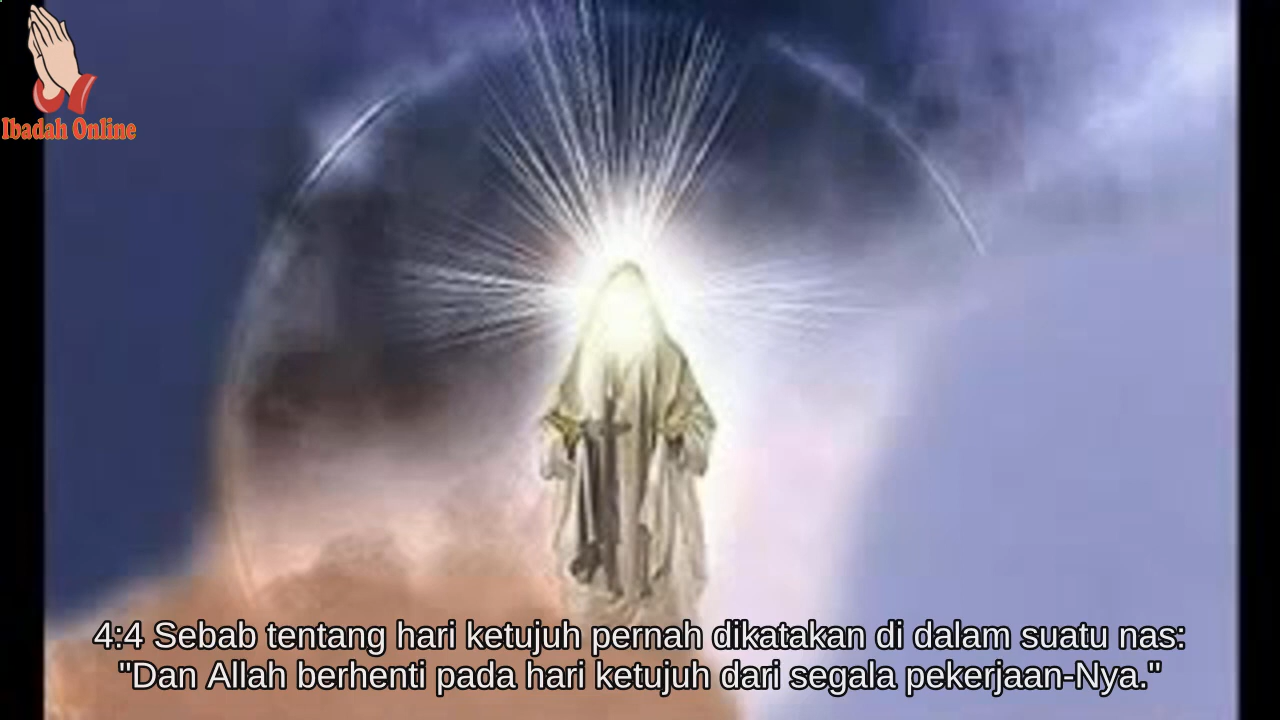 Ibadah Online
4:4 Sebab tentang hari ketujuh pernah dikatakan di dalam suatu nas:
"Dan Allah berhenti pada hari ketujuh dari segala pekerjaan-Nya."